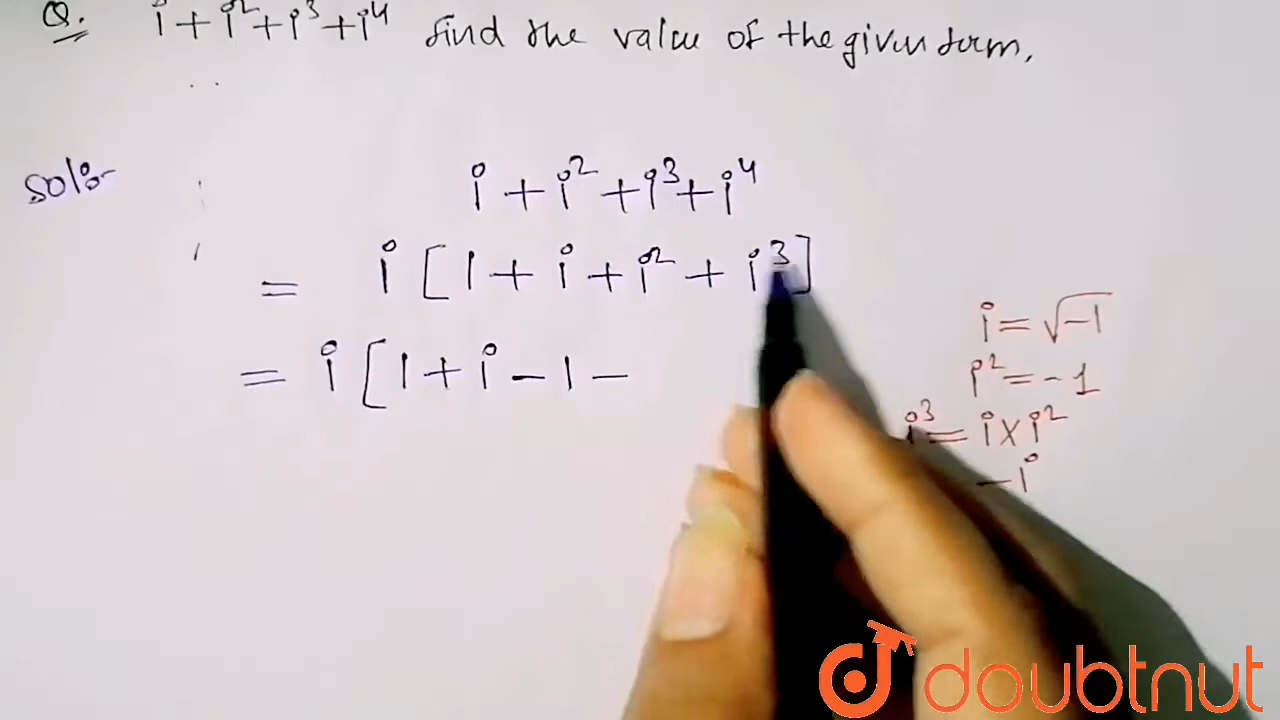 Q. i + i² + i³ + i⁴ find the value of the given term,
sol:-
i + i² + i³ + i⁴
= i [1 + i + i² + i³]
= i [1 + i - 1 -
i = √-1
i² = -1
i³ = i × i²
-i
doubtnut